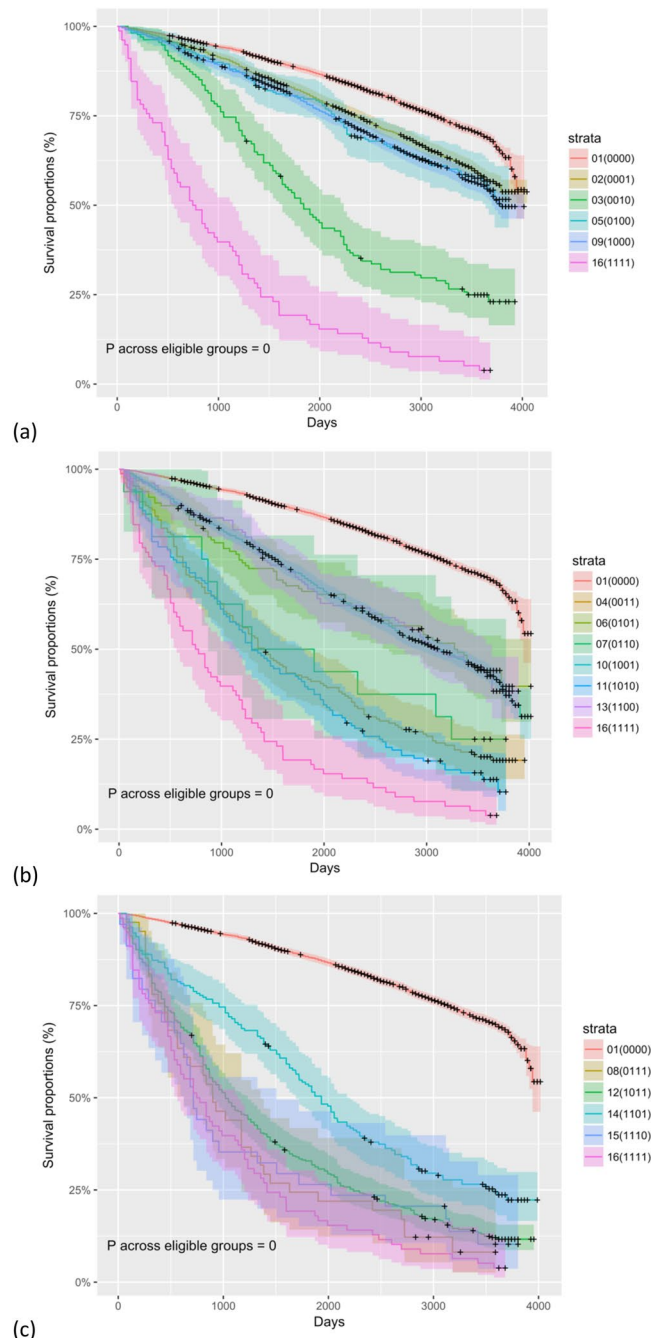 100%
75%
50%
25%
0%
Survival proportions (%)
P across eligible groups = 0
0 1000 2000 3000 4000
Days
strata
01(0000)
02(0001)
03(0010)
05(0100)
09(1000)
16(1111)
(a)
100%
75%
50%
25%
0%
Survival proportions (%)
P across eligible groups = 0
0 1000 2000 3000 4000
Days
strata
01(0000)
04(0011)
06(0101)
07(0110)
10(1001)
11(1010)
13(1100)
16(1111)
(b)
100%
75%
50%
25%
0%
Survival proportions (%)
P across eligible groups = 0
0 1000 2000 3000 4000
Days
strata
01(0000)
08(0111)
12(1011)
14(1101)
15(1110)
16(1111)
(c)